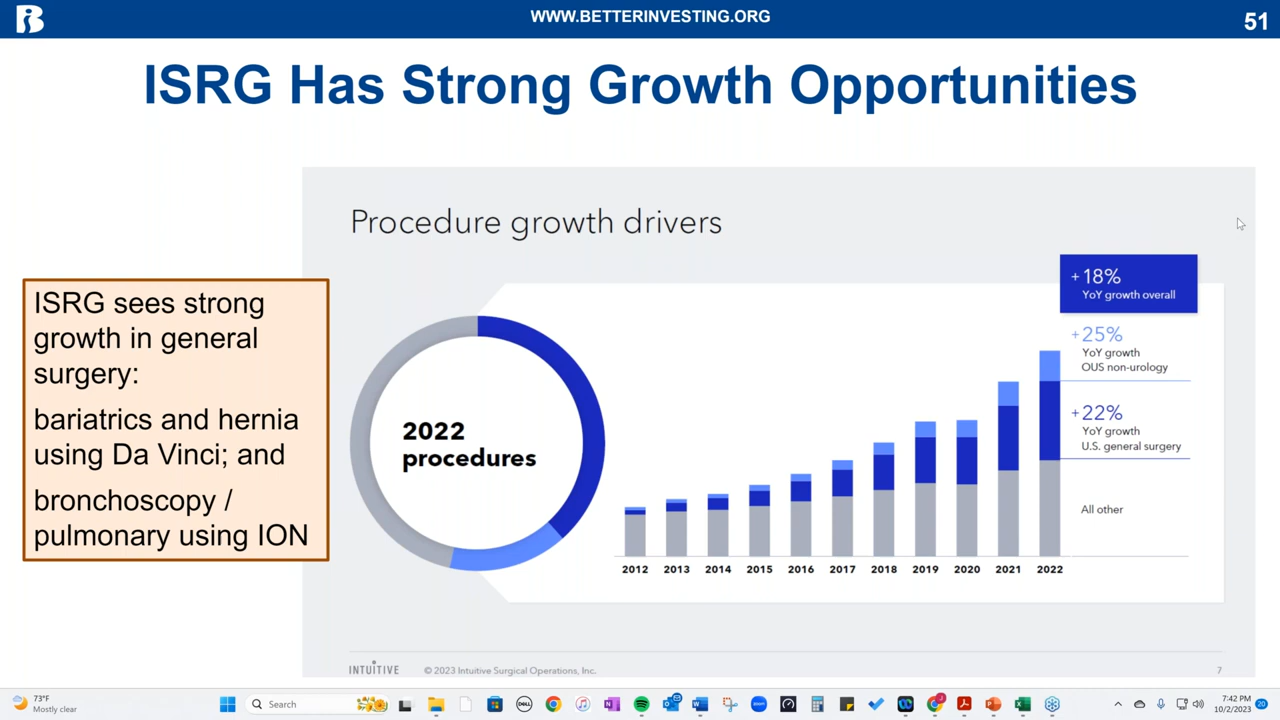 WWW.BETTERINVESTING.ORG
51
ISRG Has Strong Growth Opportunities
Procedure growth drivers
ISRG sees strong
growth in general
surgery:
bariatrics and hernia
using Da Vinci; and
bronchoscopy /
pulmonary using ION
2022
procedures
+18%
YoY growth overall
+25%
YoY growth
OUS non-urology
+22%
YoY growth
U.S. general surgery
All other
2012 2013 2014 2015 2016 2017 2018 2019 2020 2021 2022
INTUITIVE © 2023 Intuitive Surgical Operations, Inc. 7
73°F
Mostly clear
Search
DELL
zoom
7:42 PM
10/2/2023
20